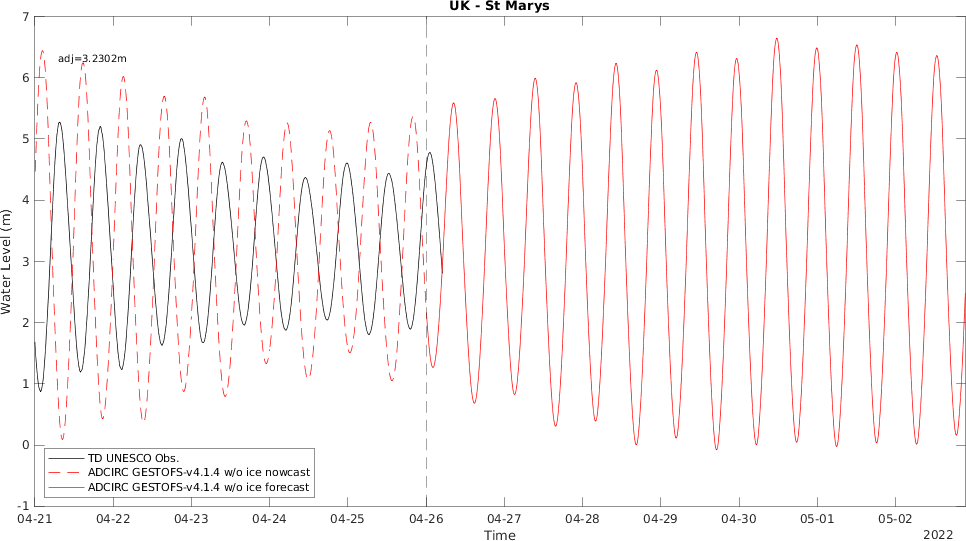 UK - St Marys
adj=3.2302m
Water Level (m)
7
6
5
4
3
2
1
0
-1
TD UNESCO Obs.
ADCIRC GESTOFS-v4.1.4 w/o ice nowcast
ADCIRC GESTOFS-v4.1.4 w/o ice forecast
04-21 04-22 04-23 04-24 04-25 04-26 04-27 04-28 04-29 04-30 05-01 05-02
Time
2022